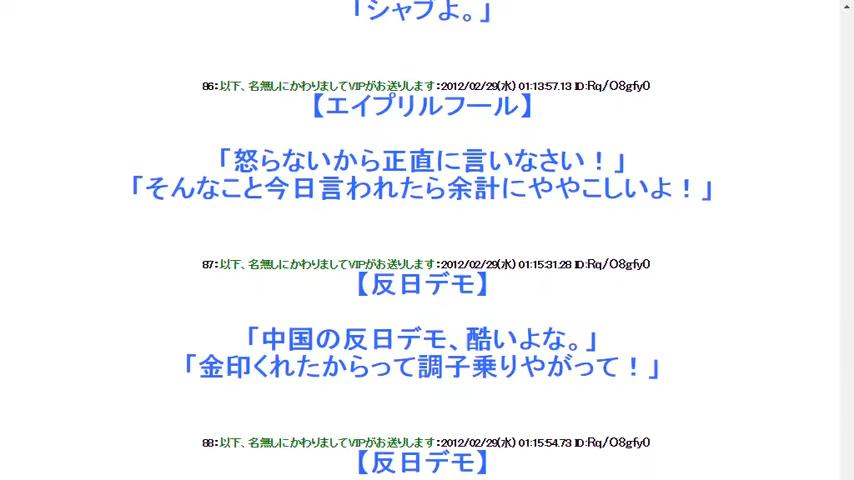 「シャブよ。」
86：以下、名無しにかわりましてVIPがお送りします：2012/02/29(水) 01:13:57.13 ID:Rq/O8gfy0
【エイプリルフール】
「怒らないから正直に言いなさい！」
「そんなこと今日言われたら余計にややこしいよ！」
87：以下、名無しにかわりましてVIPがお送りします：2012/02/29(水) 01:15:31.28 ID:Rq/O8gfy0
【反日デモ】
「中国の反日デモ、酷いよな。」
「金印くれたからって調子乗りやがって！」
88：以下、名無しにかわりましてVIPがお送りします：2012/02/29(水) 01:15:54.73 ID:Rq/O8gfy0
【反日デモ】